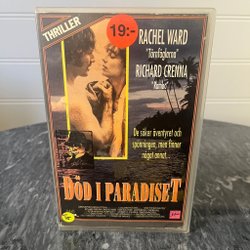 THRILLER
19:-
RACHEL WARD
"Törnfåglarna"
RICHARD CRENNA
"Rambo"
De söker äventyret och
spänningen, men finner
något annat...
DÖD I PARADISET